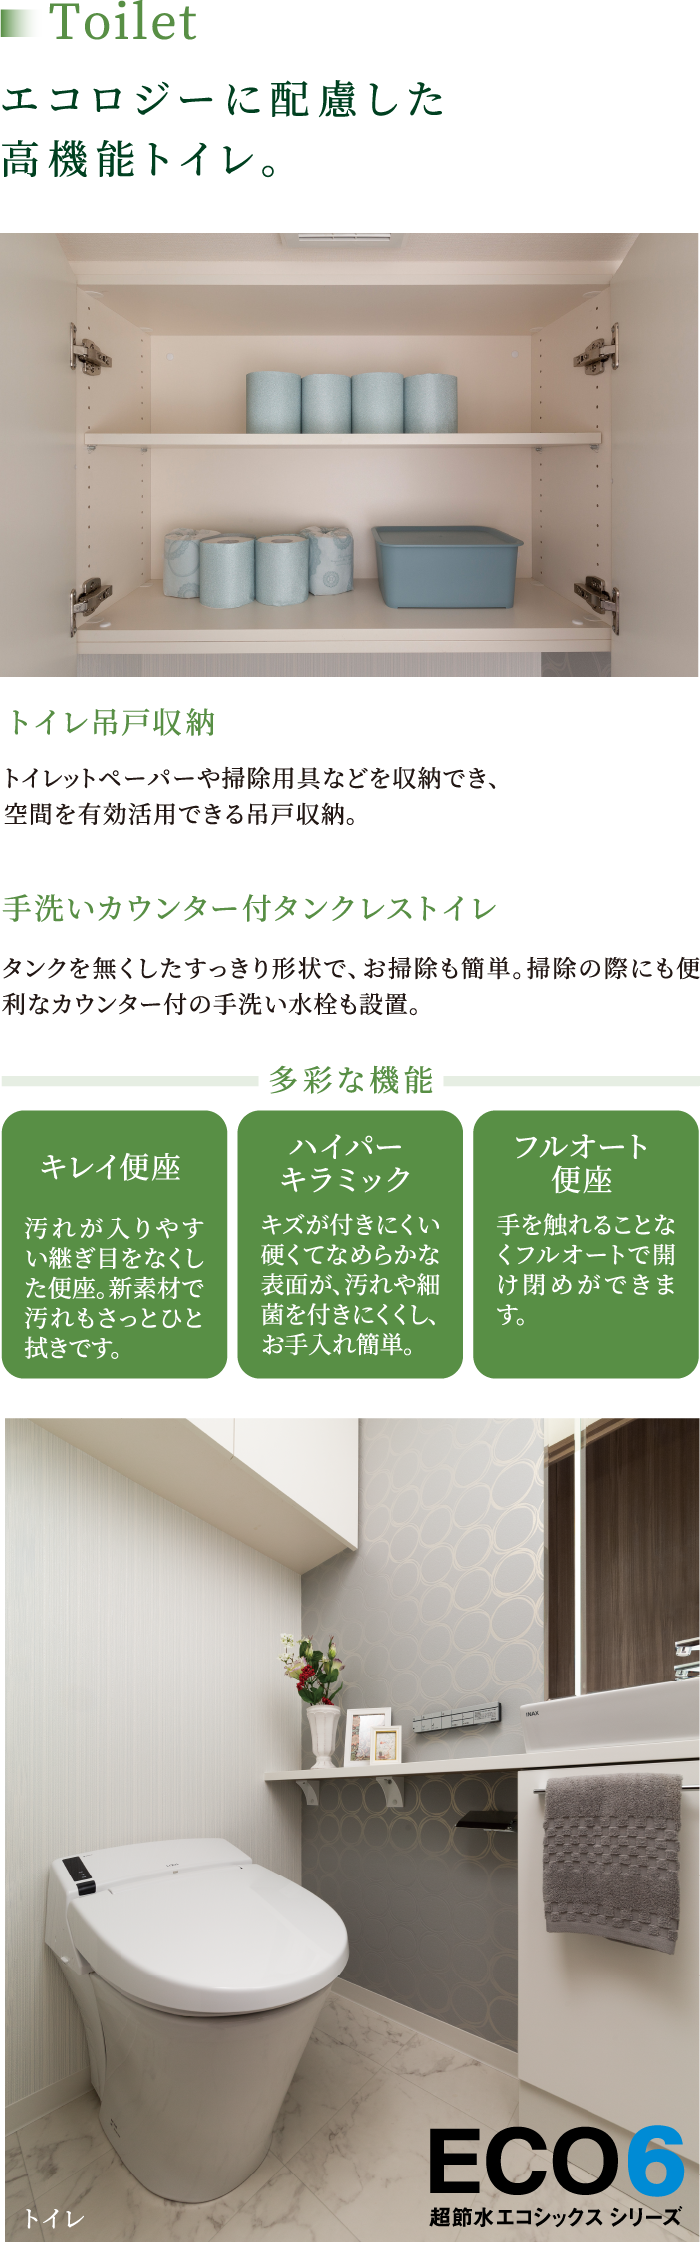 Toilet
エコロジーに配慮した
高機能トイレ。
トイレ吊戸収納
トイレットペーパーや掃除用具などを収納でき、
空間を有効活用できる吊戸収納。
手洗いカウンター付タンクレストイレ
タンクを無くしたすっきり形状で、お掃除も簡単。掃除の際にも便
利なカウンター付の手洗い水栓も設置。
多彩な機能
キレイ便座
汚れが入りやす
い継ぎ目をなくし
た便座。新素材で
汚れもさっとひと
拭きです。
ハイパー
キラミック
キズが付きにくい
硬くてなめらかな
表面が、汚れや細
菌を付きにくくし、
お手入れ簡単。
フルオート
便座
手を触れることな
くフルオートで開
け閉めができま
す。
INAX
ECO6
超節水エコシックス シリーズ
トイレ